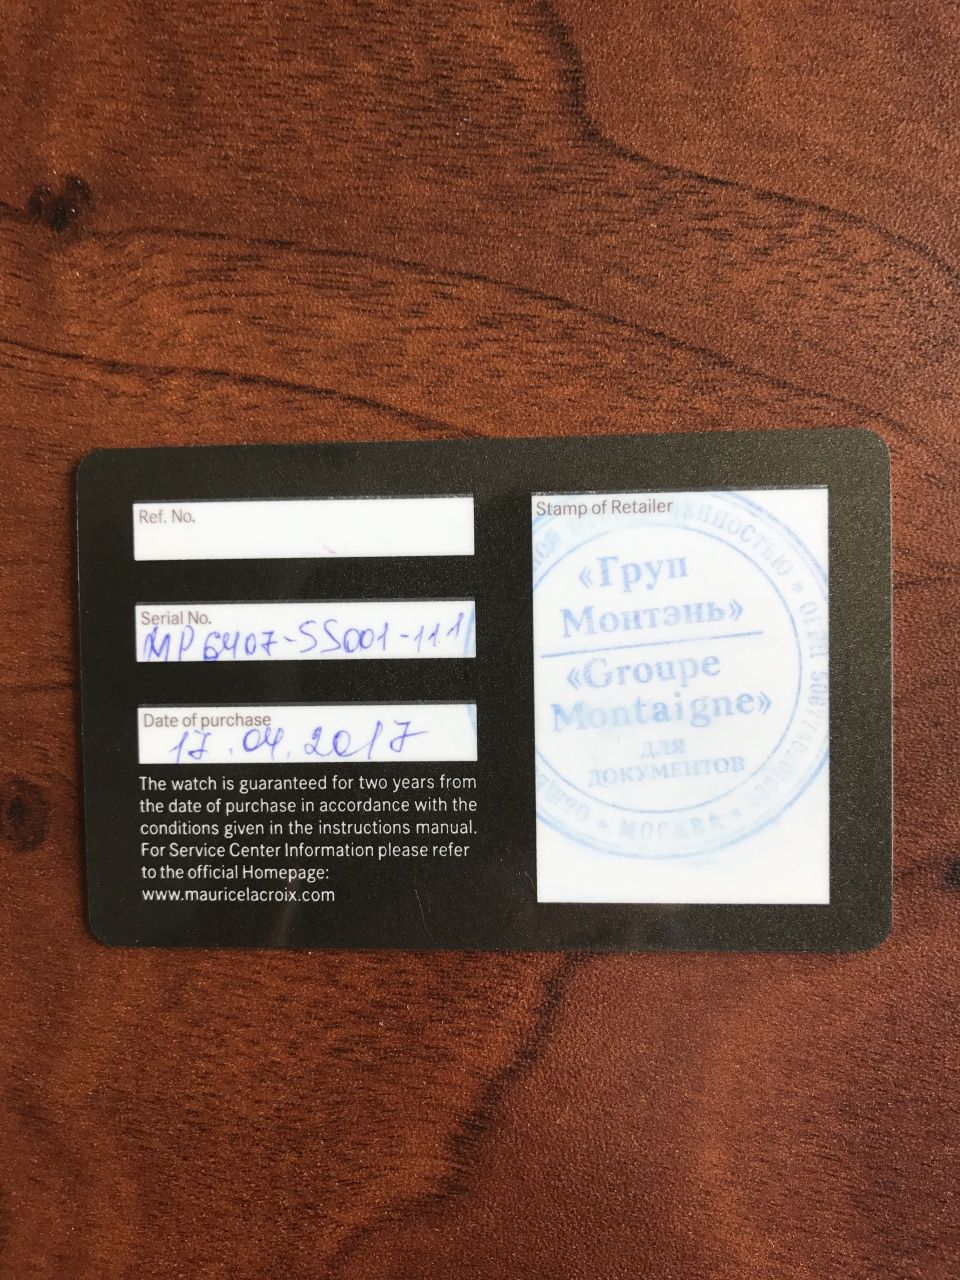 Ref. No.
Serial No.
MP6407-SS001-111
Date of purchase
17.04.2017
The watch is guaranteed for two years from
the date of purchase in accordance with the
conditions given in the instructions manual.
For Service Center Information please refer
to the official Homepage:
www.mauricelacroix.com
Stamp of Retailer
«Груп
Монтэнь»
«Groupe
Montaigne»
ДЛЯ
ДОКУМЕНТОВ
* МОСКВА *
ОГРН